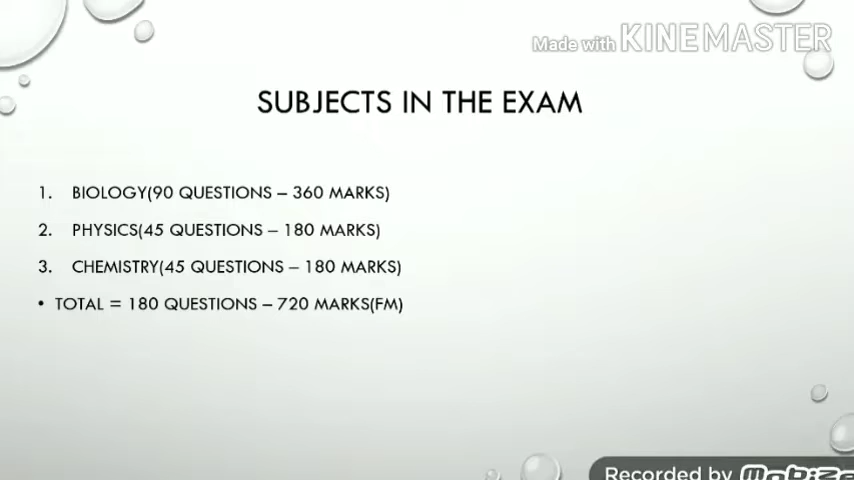 Made with KINEMASTER
SUBJECTS IN THE EXAM
1. BIOLOGY(90 QUESTIONS – 360 MARKS)
2. PHYSICS(45 QUESTIONS – 180 MARKS)
3. CHEMISTRY(45 QUESTIONS – 180 MARKS)
• TOTAL = 180 QUESTIONS – 720 MARKS(FM)
Recorded by